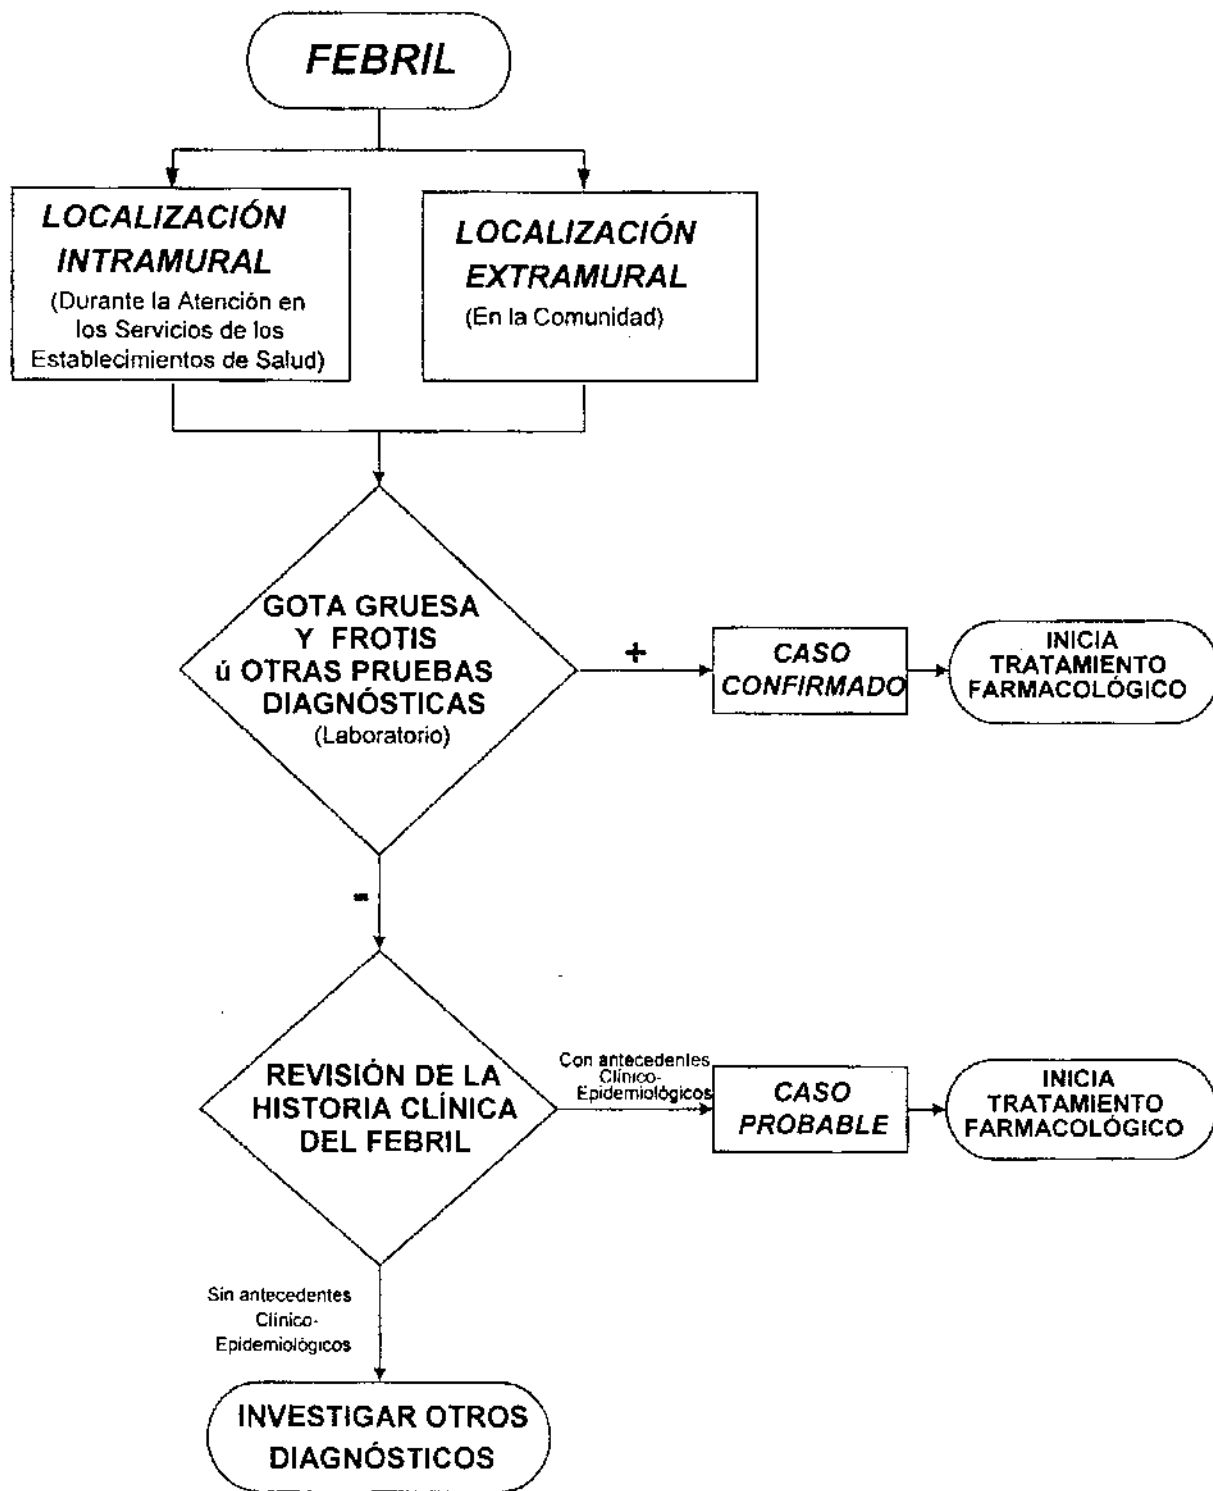 FEBRIL
LOCALIZACIÓN
INTRAMURAL
(Durante la Atención en
los Servicios de los
Establecimientos de Salud)
LOCALIZACIÓN
EXTRAMURAL
(En la Comunidad)
GOTA GRUESA
Y FROTIS
ú OTRAS PRUEBAS
DIAGNÓSTICAS
(Laboratorio)
+
CASO
CONFIRMADO
INICIA
TRATAMIENTO
FARMACOLÓGICO
-
REVISIÓN DE LA
HISTORIA CLÍNICA
DEL FEBRIL
Con antecedentes
Clínico-
Epidemiológicos
CASO
PROBABLE
INICIA
TRATAMIENTO
FARMACOLÓGICO
Sin antecedentes
Clínico-
Epidemiológicos
INVESTIGAR OTROS
DIAGNÓSTICOS